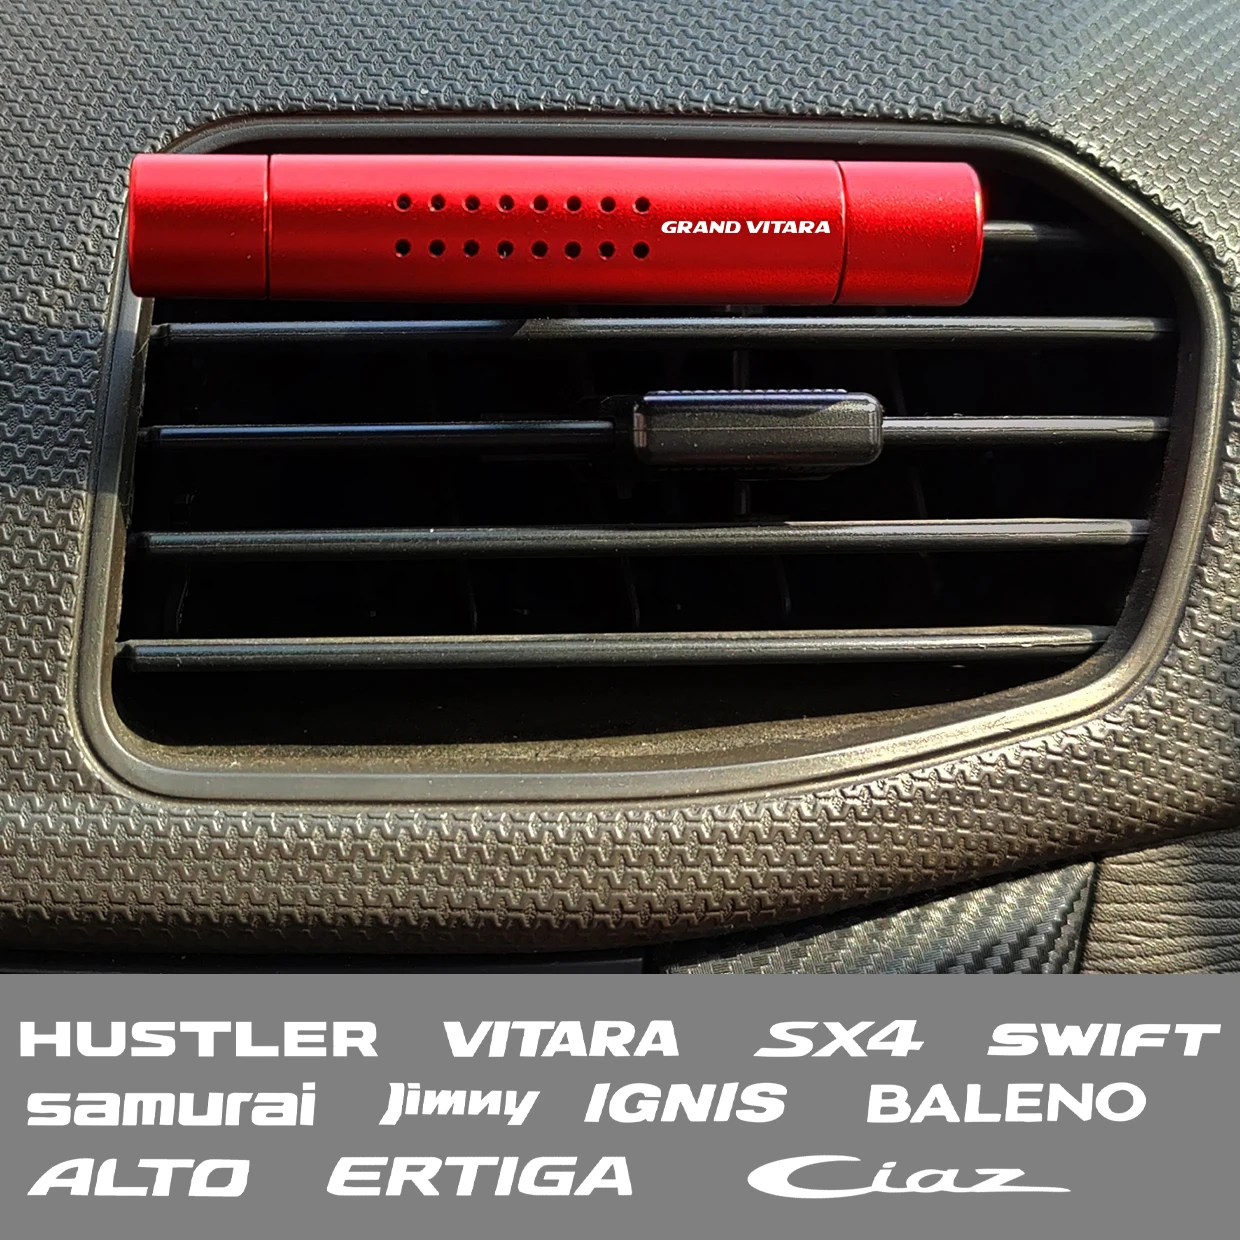 GRAND VITARA
HUSTLER VITARA SX4 SWIFT
samurai Jimny IGNIS BALENO
ALTO ERTIGA Ciaz